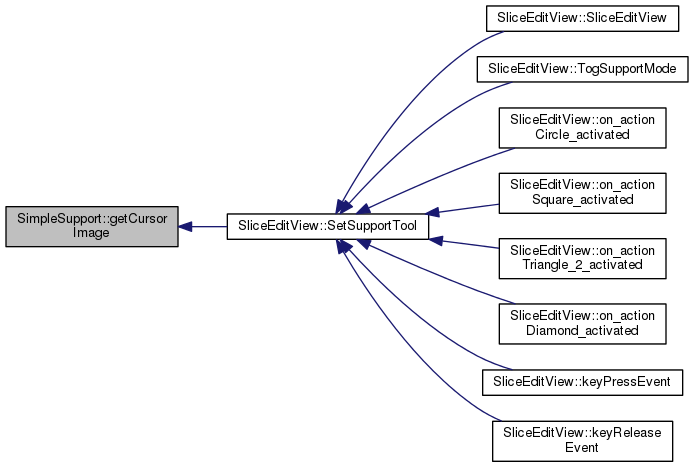 SimpleSupport::getCursor
Image
SliceEditView::SetSupportTool
SliceEditView::SliceEditView
SliceEditView::TogSupportMode
SliceEditView::on_action
Circle_activated
SliceEditView::on_action
Square_activated
SliceEditView::on_action
Triangle_2_activated
SliceEditView::on_action
Diamond_activated
SliceEditView::keyPressEvent
SliceEditView::keyRelease
Event